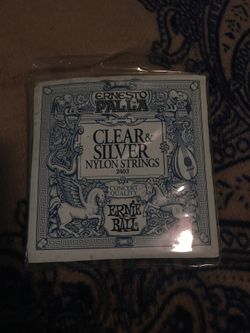 ERNESTO
PALLA
CLEAR &
SILVER
NYLON STRINGS
2403
CONCERT
QUALITY
ERNIE
BALL